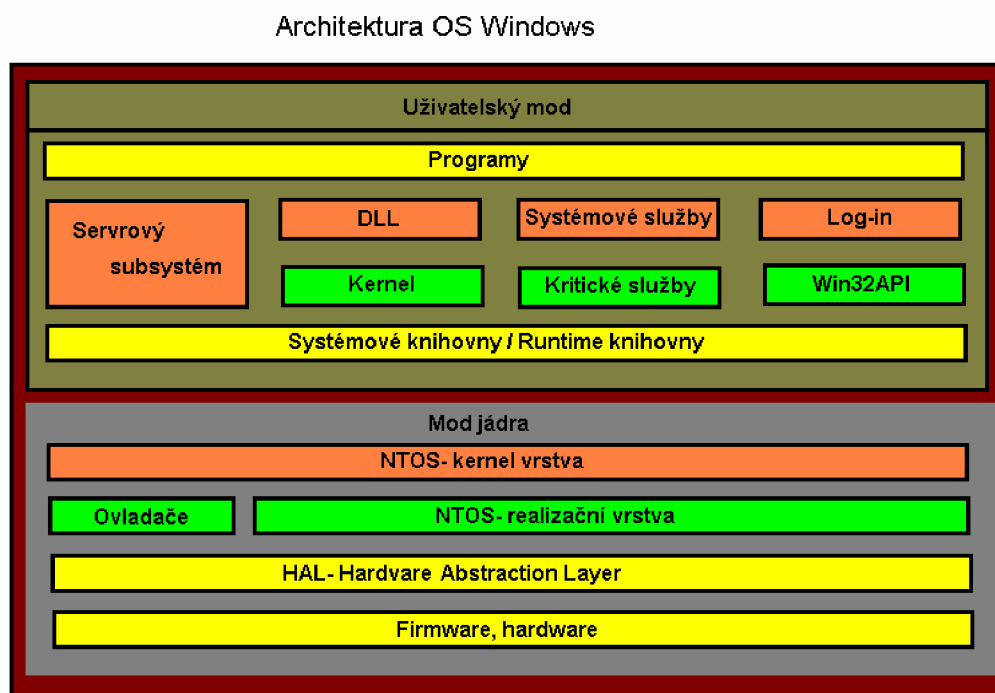 Architektura OS Windows
Uživatelský mod
Programy
Servrový
subsystém
DLL
Systémové služby
Log-in
Kernel
Kritické služby
Win32API
Systémové knihovny / Runtime knihovny
Mod jádra
NTOS- kernel vrstva
Ovladače
NTOS- realizační vrstva
HAL- Hardvare Abstraction Layer
Firmware, hardware